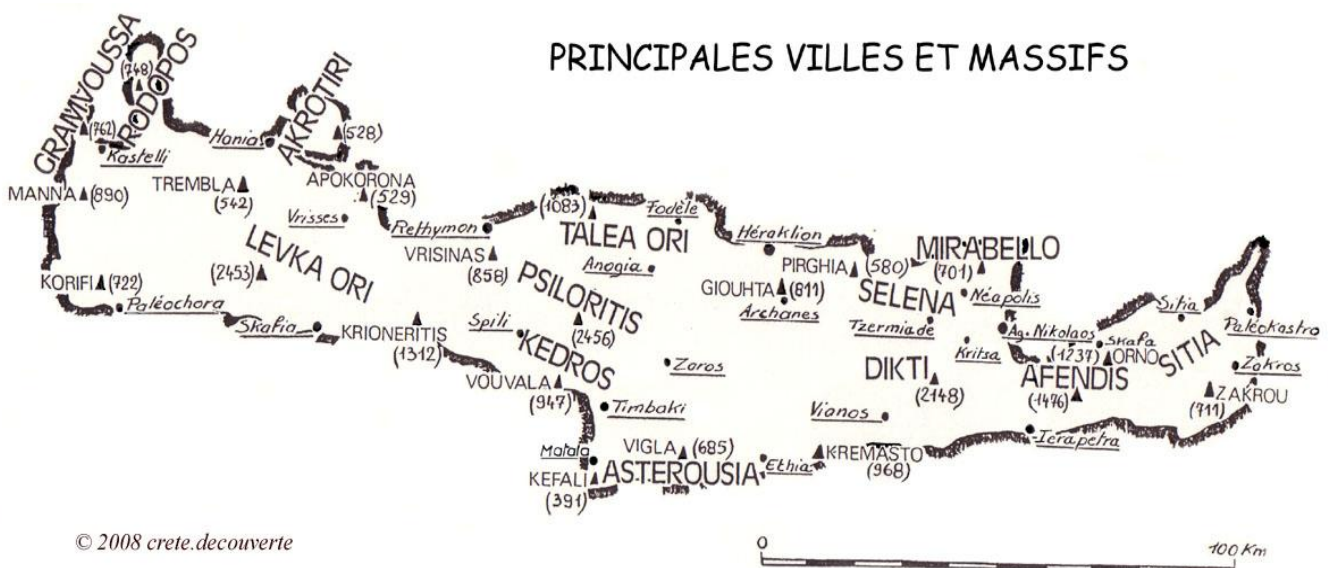 PRINCIPALES VILLES ET MASSIFS
GRAMVOUSSA
(762)
RODOPOS
(748)
Kastelli
MANNA (890)
Hania
AKROTIRI
(528)
TREMBLA
(542)
APOKORONA
(529)
Vrisses
LEVKA ORI
(2453)
KORIFI (722)
Paléochora
Skafia
KRIONERITIS
(1312)
Rethymon
VRISINAS
(858)
(1083)
TALEA ORI
Fodèle
Anogia
PSILORITIS
(2456)
Spili
KEDROS
VOUVALA
(947)
Héraklion
PIRGHIA (580)
GIOUHTA (811)
Archanes
MIRABELLO
(701)
SELENA
Néapolis
Tzermiade
Ag. Nikolaos
Kritsa
Zaros
DIKTI
(2148)
Timbaki
Vianos
Matala
VIGLA (685)
KEFALI
(391)
ASTEROUSIA
Ethia
KREMASTO
(968)
Skafa
(1237) ORNO
AFENDIS
(1476)
Ierapetra
SITIA
Sitia
Paléokastro
Zakros
ZAKROU
(711)
© 2008 crete.decouverte
0
100 Km